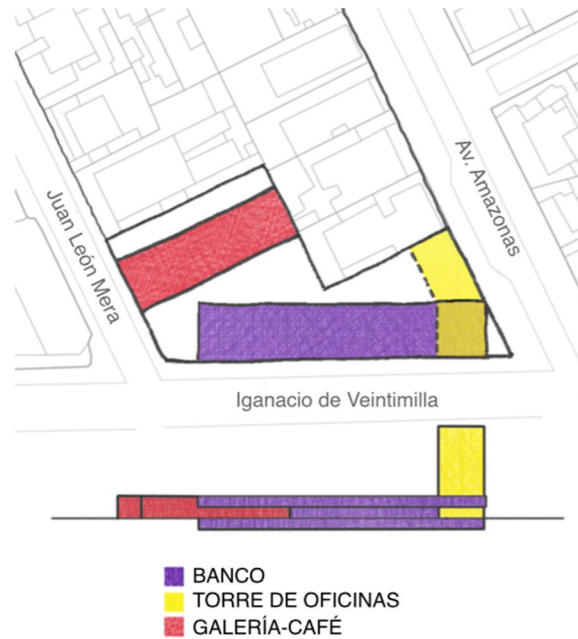 Juan León Mera
Av. Amazonas
Iganacio de Veintimilla
BANCO
TORRE DE OFICINAS
GALERÍA-CAFÉ